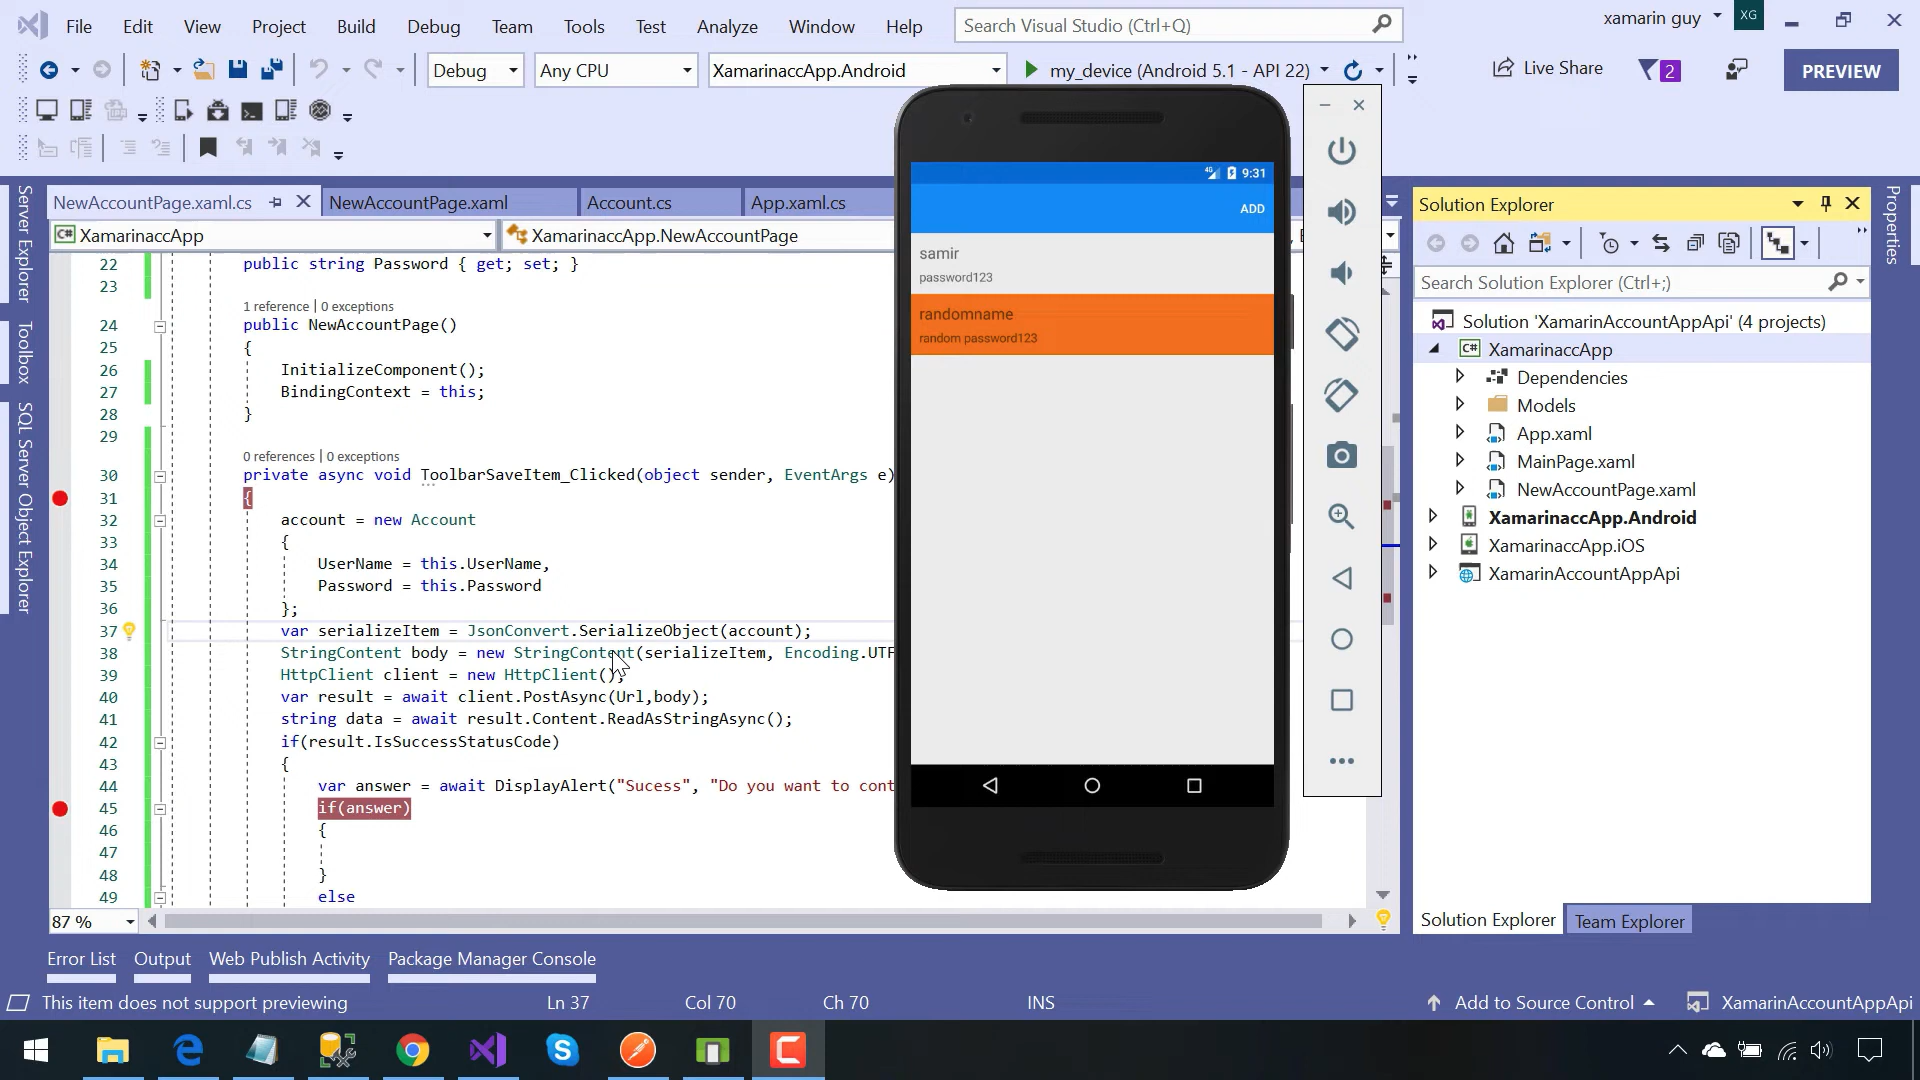 File Edit View Project Build Debug Team Tools Test Analyze Window Help Search Visual Studio (Ctrl+Q) xamarin guy XG
Debug Any CPU XamarinaccApp.Android my_device (Android 5.1 - API 22) Live Share 2 PREVIEW
NewAccountPage.xaml.cs NewAccountPage.xaml Account.cs App.xaml.cs
XamarinaccApp XamarinaccApp.NewAccountPage
22 public string Password { get; set; }
23
1 reference | 0 exceptions
24 public NewAccountPage()
25 {
26 InitializeComponent();
27 BindingContext = this;
28 }
29
0 references | 0 exceptions
30 private async void ToolbarSaveItem_Clicked(object sender, EventArgs e)
31 {
32 account = new Account
33 {
34 UserName = this.UserName,
35 Password = this.Password
36 };
37 var serializeItem = JsonConvert.SerializeObject(account);
38 StringContent body = new StringContent(serializeItem, Encoding.UTF
39 HttpClient client = new HttpClient();
40 var result = await client.PostAsync(Url,body);
41 string data = await result.Content.ReadAsStringAsync();
42 if(result.IsSuccessStatusCode)
43 {
44 var answer = await DisplayAlert("Sucess", "Do you want to cont
45 if(answer)
46 {
47
48 }
49 else
87 %
Server Explorer
Toolbox
SQL Server Object Explorer
4G 9:31
ADD
samir
password123
randomname
random password123
Solution Explorer
Search Solution Explorer (Ctrl+;)
Solution 'XamarinAccountAppApi' (4 projects)
C# XamarinaccApp
Dependencies
Models
App.xaml
MainPage.xaml
NewAccountPage.xaml
XamarinaccApp.Android
XamarinaccApp.iOS
XamarinAccountAppApi
Solution Explorer Team Explorer
Properties
Error List Output Web Publish Activity Package Manager Console
This item does not support previewing Ln 37 Col 70 Ch 70 INS Add to Source Control XamarinAccountAppApi